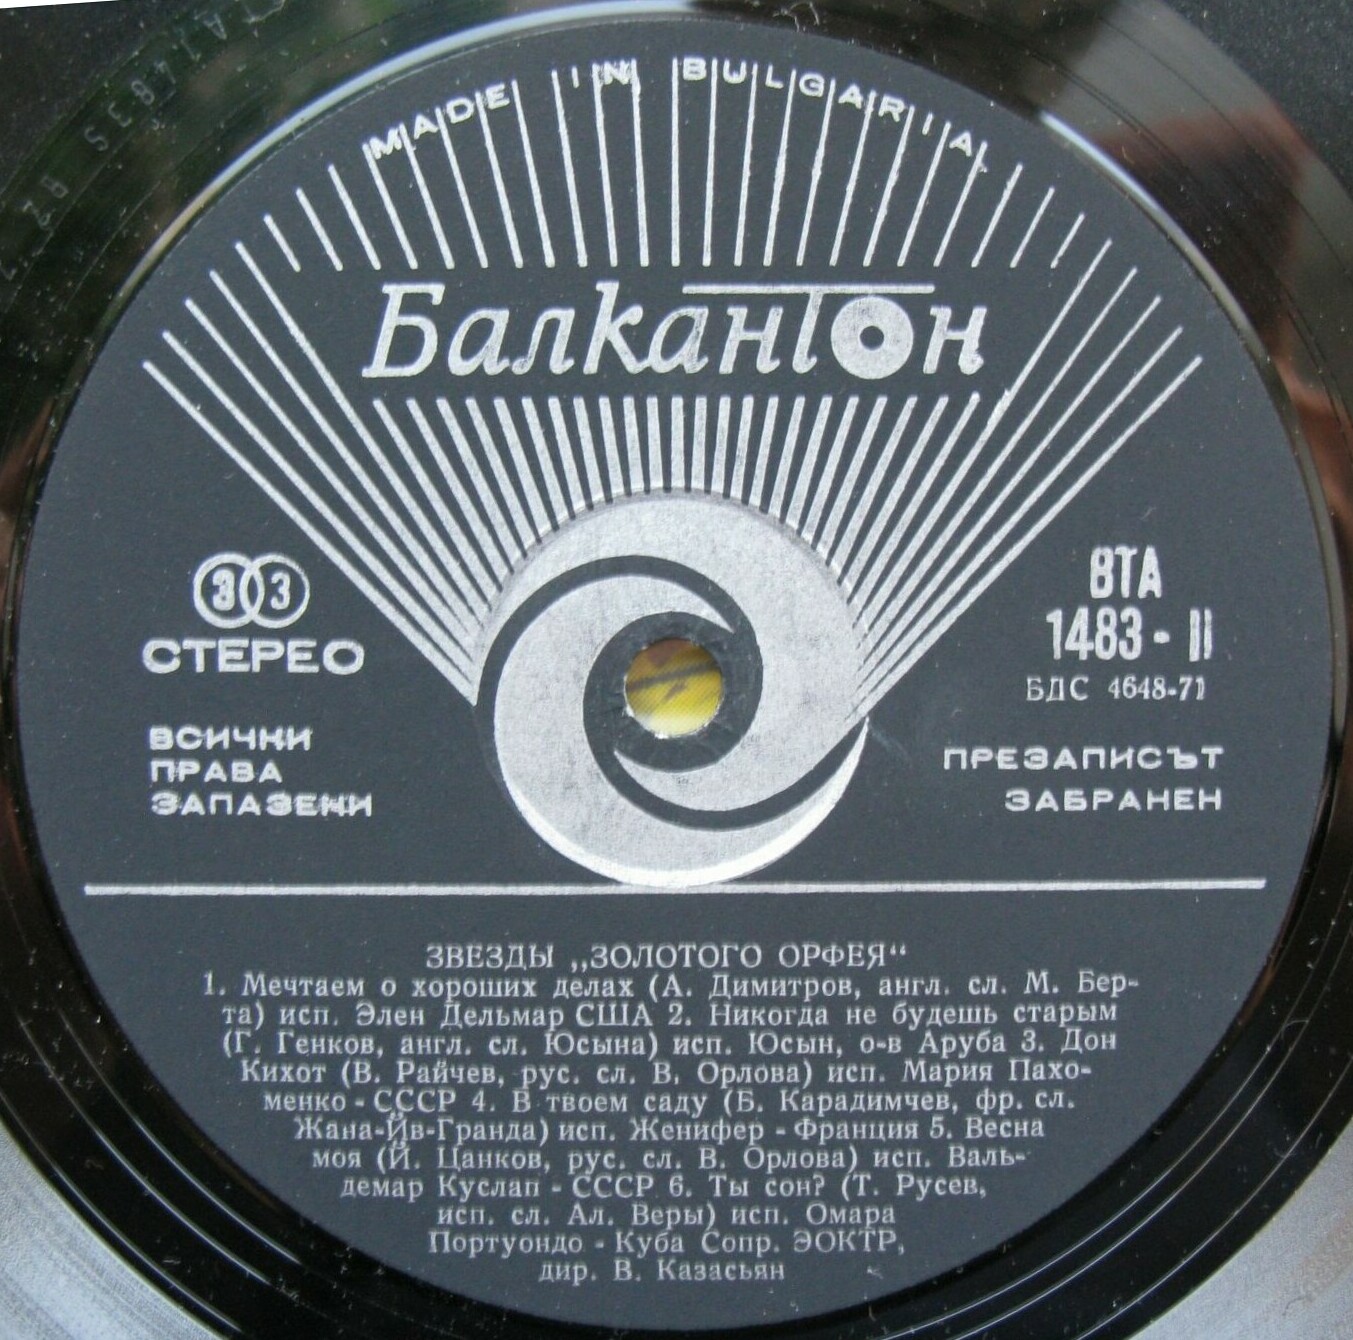 MADE IN BULGARIA
Балкантон
33
СТЕРЕО
ВСИЧКИ
ПРАВА
ЗАПАЗЕНИ
ВТА
1483 - II
БДС 4648-71
ПРЕЗАПИСЪТ
ЗАБРАНЕН
ЗВЕЗДЫ „ЗОЛОТОГО ОРФЕЯ“
1. Мечтаем о хороших делах (А. Димитров, англ. сл. М. Бер-
та) исп. Элен Дельмар США 2. Никогда не будешь старым
(Г. Генков, англ. сл. Юсына) исп. Юсын, о-в Аруба 3. Дон
Кихот (В. Райчев, рус. сл. В. Орлова) исп. Мария Пахо-
менко - СССР 4. В твоем саду (Б. Карадимчев, фр. сл.
Жана-Йв-Гранда) исп. Женифер - Франция 5. Весна
моя (Й. Цанков, рус. сл. В. Орлова) исп. Валь-
демар Куслап - СССР 6. Ты сон? (Т. Русев,
исп. сл. Ал. Веры) исп. Омара
Портуондо - Куба Сопр. ЭОКТР,
дир. В. Казасьян